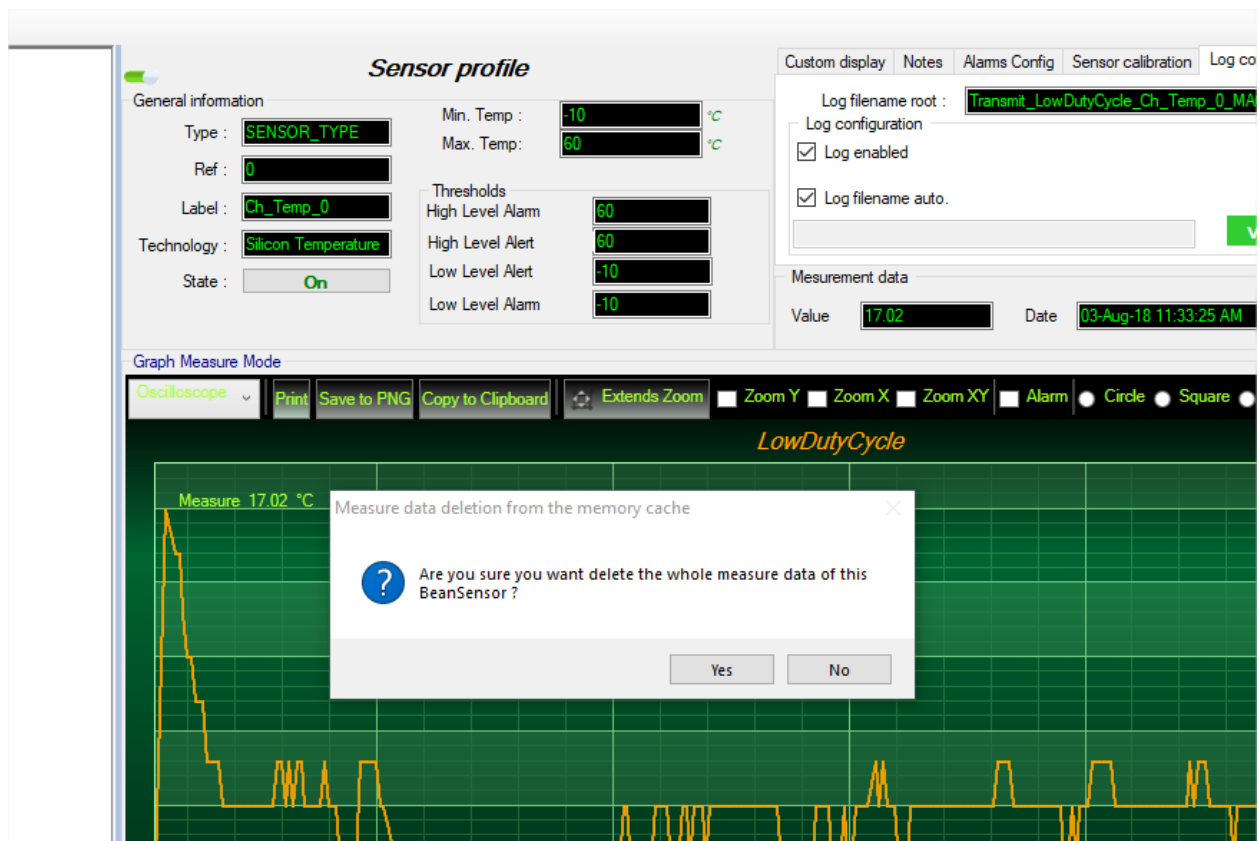 Sensor profile
General information
Type : SENSOR_TYPE
Ref : 0
Label : Ch_Temp_0
Technology : Silicon Temperature
State : On
Min. Temp : -10 °C
Max. Temp: 60 °C
Thresholds
High Level Alarm 60
High Level Alert 60
Low Level Alert -10
Low Level Alarm -10
Custom display Notes Alarms Config Sensor calibration Log co
Log filename root : Transmit_LowDutyCycle_Ch_Temp_0_MA
Log configuration
Log enabled
Log filename auto.
Mesurement data
Value 17.02 Date 03-Aug-18 11:33:25 AM
Graph Measure Mode
Oscilloscope Print Save to PNG Copy to Clipboard Extends Zoom Zoom Y Zoom X Zoom XY Alarm Circle Square
LowDutyCycle
Measure 17.02 °C
Measure data deletion from the memory cache
Are you sure you want delete the whole measure data of this
BeanSensor ?
Yes No